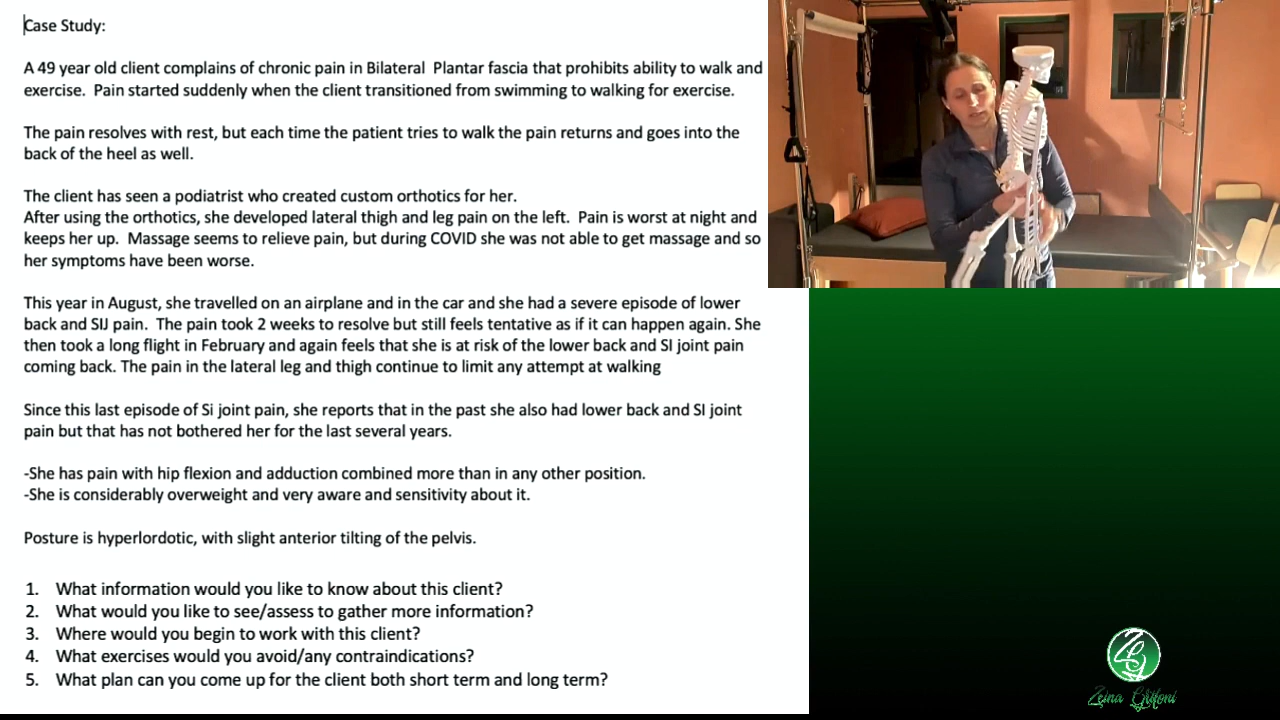 Case Study:
A 49 year old client complains of chronic pain in Bilateral Plantar fascia that prohibits ability to walk and
exercise. Pain started suddenly when the client transitioned from swimming to walking for exercise.
The pain resolves with rest, but each time the patient tries to walk the pain returns and goes into the
back of the heel as well.
The client has seen a podiatrist who created custom orthotics for her.
After using the orthotics, she developed lateral thigh and leg pain on the left. Pain is worst at night and
keeps her up. Massage seems to relieve pain, but during COVID she was not able to get massage and so
her symptoms have been worse.
This year in August, she travelled on an airplane and in the car and she had a severe episode of lower
back and SIJ pain. The pain took 2 weeks to resolve but still feels tentative as if it can happen again. She
then took a long flight in February and again feels that she is at risk of the lower back and SI joint pain
coming back. The pain in the lateral leg and thigh continue to limit any attempt at walking
Since this last episode of Si joint pain, she reports that in the past she also had lower back and SI joint
pain but that has not bothered her for the last several years.
-She has pain with hip flexion and adduction combined more than in any other position.
-She is considerably overweight and very aware and sensitivity about it.
Posture is hyperlordotic, with slight anterior tilting of the pelvis.
1. What information would you like to know about this client?
2. What would you like to see/assess to gather more information?
3. Where would you begin to work with this client?
4. What exercises would you avoid/any contraindications?
5. What plan can you come up for the client both short term and long term?
ZG
Zeina Grifoni